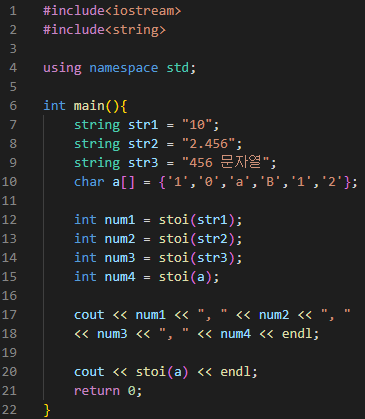 1 #include<iostream>
2 #include<string>
3
4 using namespace std;
5
6 int main(){
7     string str1 = "10";
8     string str2 = "2.456";
9     string str3 = "456 문자열";
10     char a[] = {'1','0','a','B','1','2'};
11
12     int num1 = stoi(str1);
13     int num2 = stoi(str2);
14     int num3 = stoi(str3);
15     int num4 = stoi(a);
16
17     cout << num1 << ", " << num2 << ", "
18     << num3 << ", " << num4 << endl;
19
20     cout << stoi(a) << endl;
21     return 0;
22 }